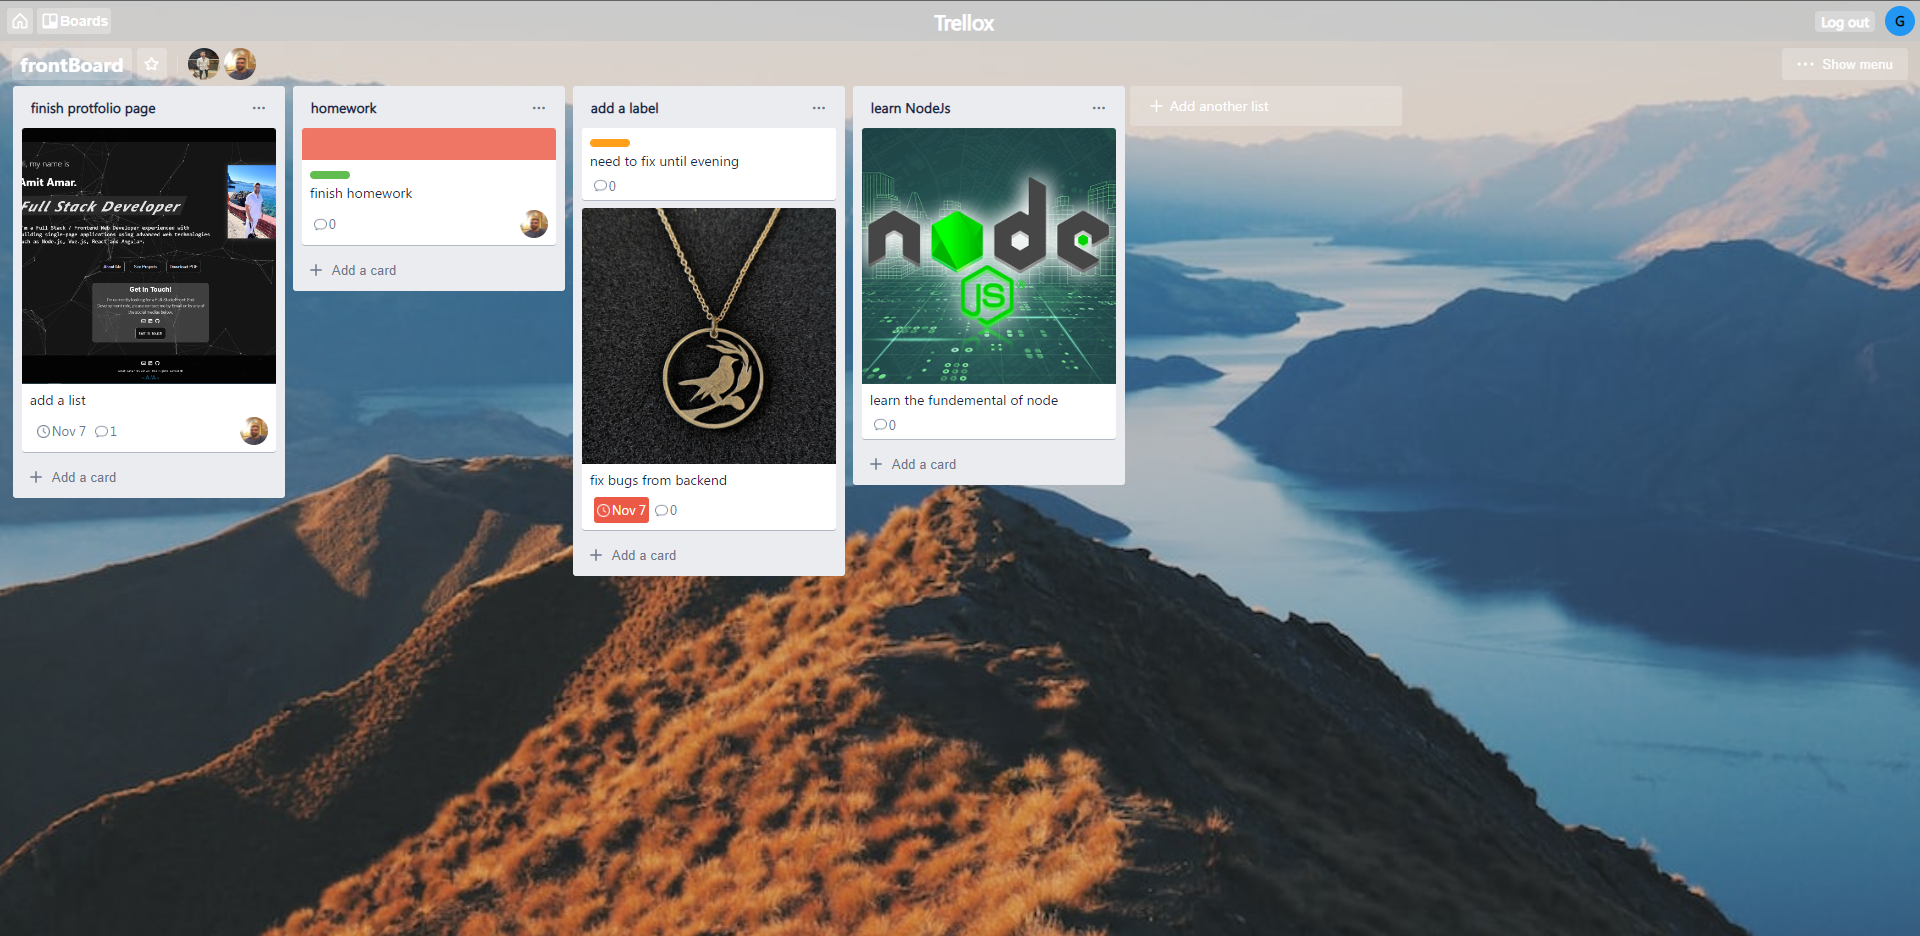 Boards
Trellox
Log out
G
frontBoard
Show menu
finish protfolio page
my name is
Amit Amar.
Full Stack Developer
Get In Touch!
add a list
Nov 7
1
Add a card
homework
finish homework
0
Add a card
add a label
need to fix until evening
0
fix bugs from backend
Nov 7
0
Add a card
learn NodeJs
node
JS
learn the fundemental of node
0
Add a card
Add another list